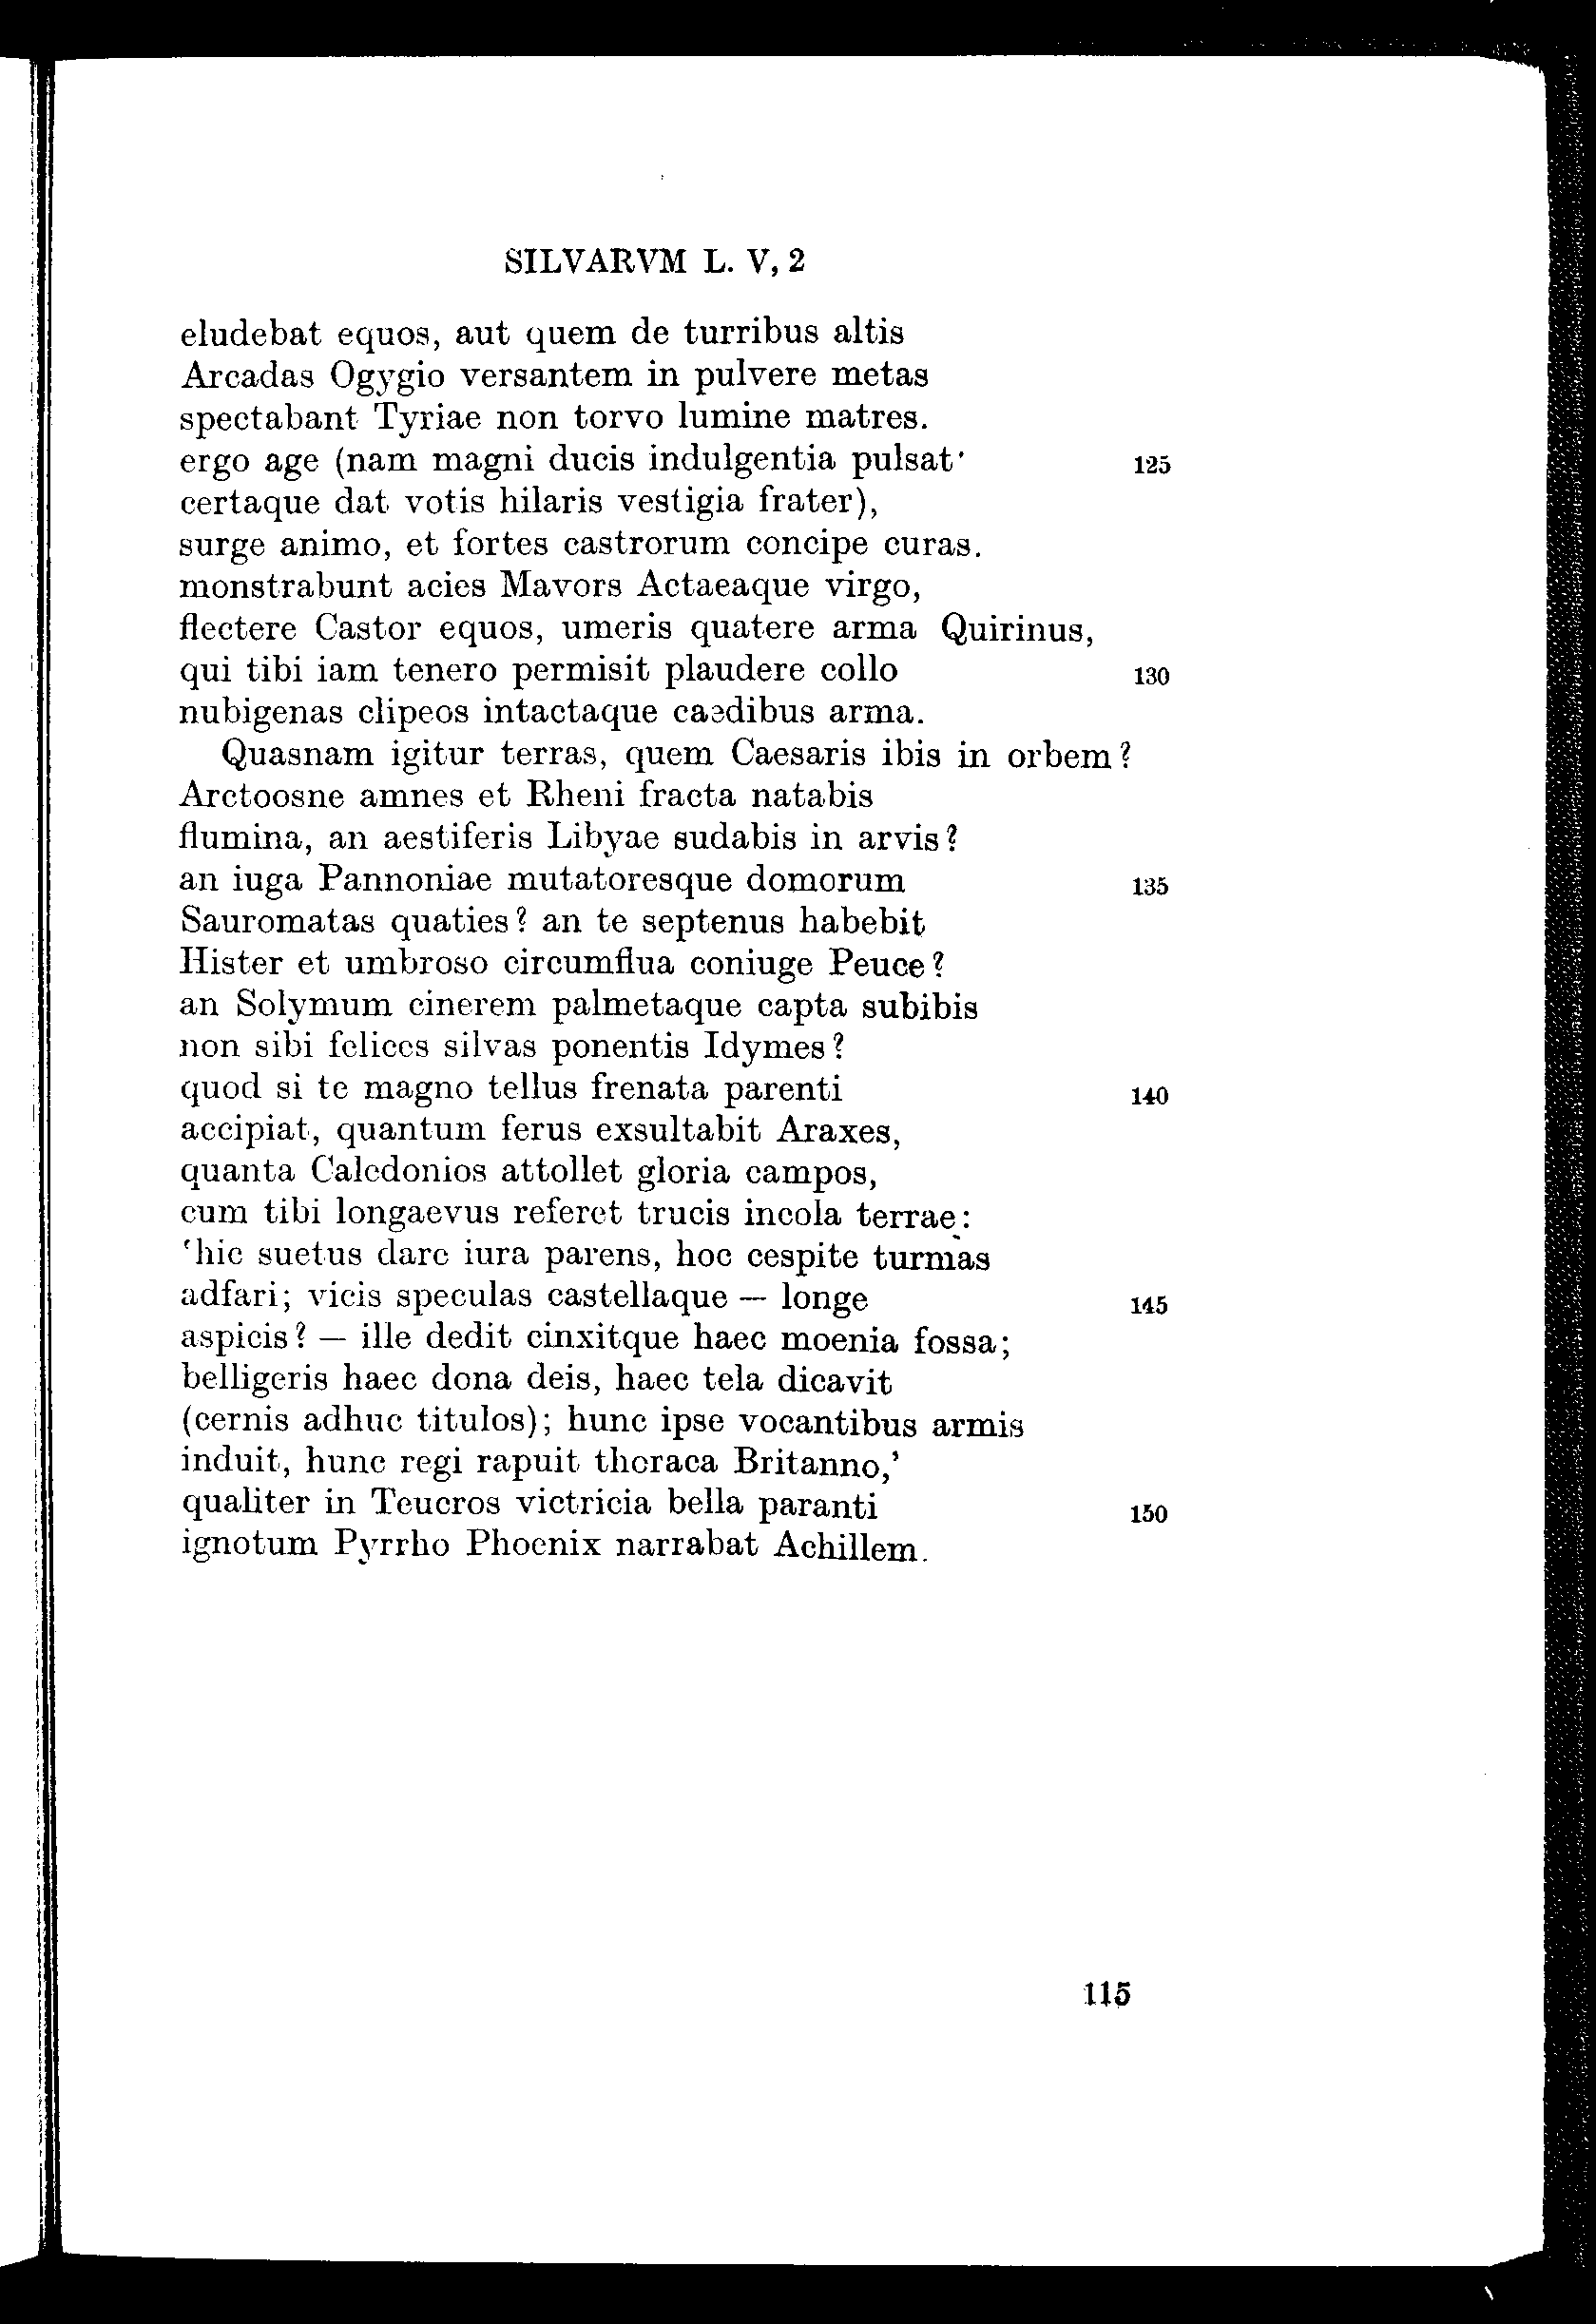 SILVARVM L. V, 2
eludebat equos, aut quem de turribus altis
Arcadas Ogygio versantem in pulvere metas
spectabant Tyriae non torvo lumine matres.
ergo age (nam magni ducis indulgentia pulsat 125
certaque dat votis hilaris vestigia frater),
surge animo, et fortes castrorum concipe curas.
monstrabunt acies Mavors Actaeaque virgo,
flectere Castor equos, umeris quatere arma Quirinus,
qui tibi iam tenero permisit plaudere collo 130
nubigenas clipeos intactaque caedibus arma.
Quasnam igitur terras, quem Caesaris ibis in orbem?
Arctoosne amnes et Rheni fracta natabis
flumina, an aestiferis Libyae sudabis in arvis?
an iuga Pannoniae mutatoresque domorum 135
Sauromatas quaties? an te septenus habebit
Hister et umbroso circumflua coniuge Peuce?
an Solymum cinerem palmetaque capta subibis
non sibi felices silvas ponentis Idymes?
quod si te magno tellus frenata parenti 140
accipiat, quantum ferus exsultabit Araxes,
quanta Caledonios attollet gloria campos,
cum tibi longaevus referet trucis incola terrae:
‘hic suetus dare iura parens, hoc cespite turmas
adfari; vicis speculas castellaque — longe 145
aspicis? — ille dedit cinxitque haec moenia fossa;
belligeris haec dona deis, haec tela dicavit
(cernis adhuc titulos); hunc ipse vocantibus armis
induit, hunc regi rapuit thoraca Britanno,’
qualiter in Teucros victricia bella paranti 150
ignotum Pyrrho Phoenix narrabat Achillem.
115